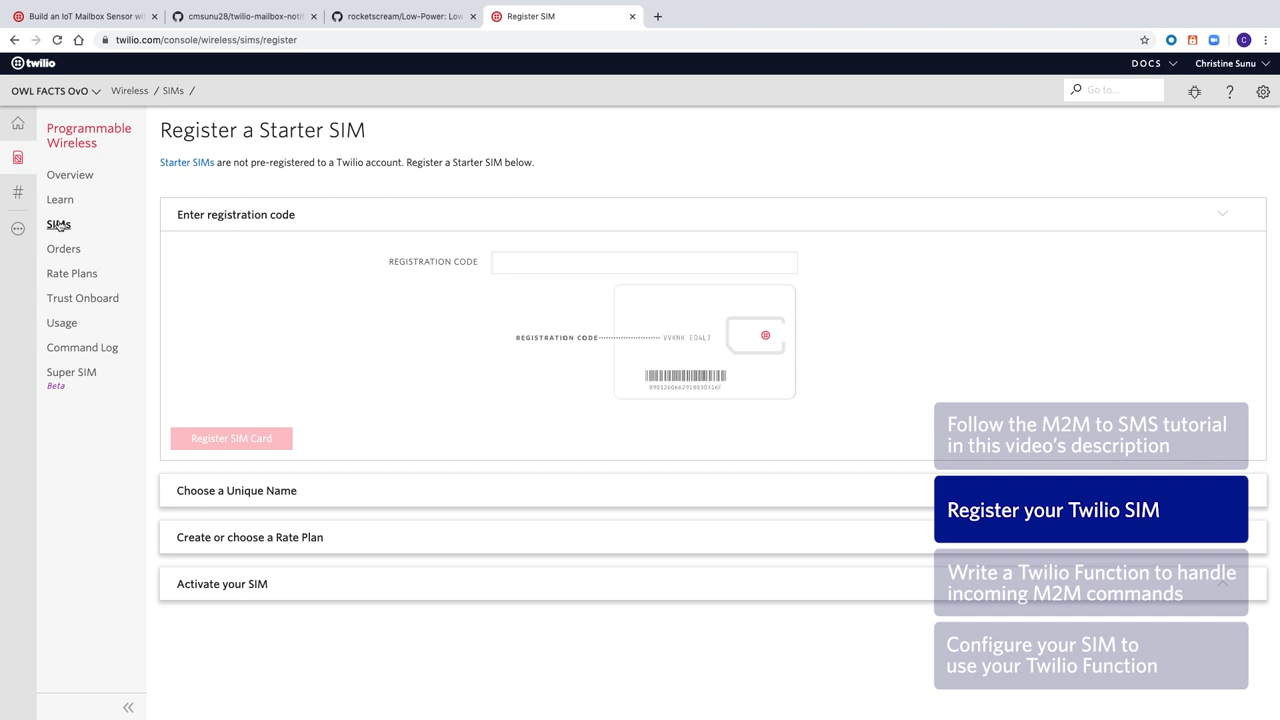 Build an IoT Mailbox Sensor wi
cmsunu28/twilio-mailbox-noti
rocketscream/Low-Power: Low
Register SIM
twilio.com/console/wireless/sims/register
C
twilio
DOCS
Christine Sunu
OWL FACTS OvO
Wireless / SIMs /
Go to...
Programmable
Wireless
Overview
Learn
SIMs
Orders
Rate Plans
Trust Onboard
Usage
Command Log
Super SIM
Beta
Register a Starter SIM
Starter SIMs are not pre-registered to a Twilio account. Register a Starter SIM below.
Enter registration code
REGISTRATION CODE
REGISTRATION CODE
VVKNK ED4LJ
8901260662910030316F
Register SIM Card
Choose a Unique Name
Create or choose a Rate Plan
Activate your SIM
Follow the M2M to SMS tutorial
in this video's description
Register your Twilio SIM
Write a Twilio Function to handle
incoming M2M commands
Configure your SIM to
use your Twilio Function